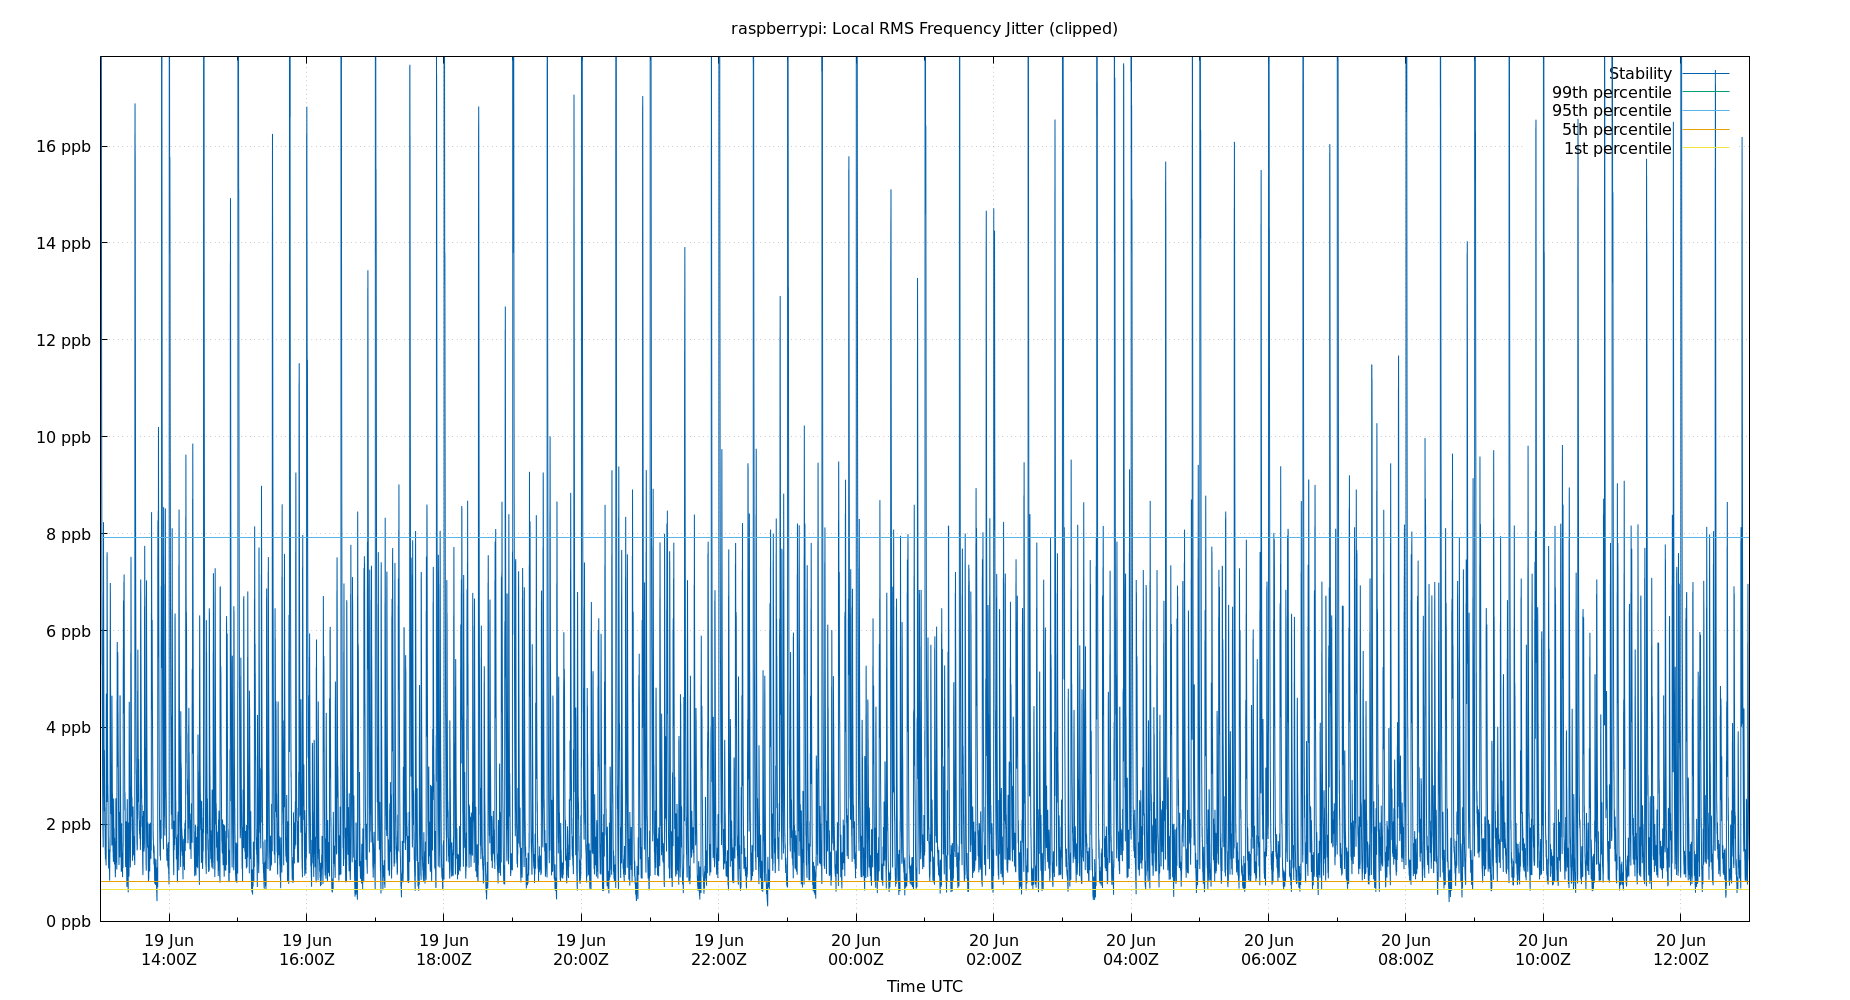 raspberrypi: Local RMS Frequency Jitter (clipped)
Stability
99th percentile
95th percentile
5th percentile
1st percentile
16 ppb
14 ppb
12 ppb
10 ppb
8 ppb
6 ppb
4 ppb
2 ppb
0 ppb
19 Jun 19 Jun 19 Jun 19 Jun 19 Jun 20 Jun 20 Jun 20 Jun 20 Jun 20 Jun 20 Jun 20 Jun
14:00Z 16:00Z 18:00Z 20:00Z 22:00Z 00:00Z 02:00Z 04:00Z 06:00Z 08:00Z 10:00Z 12:00Z
Time UTC